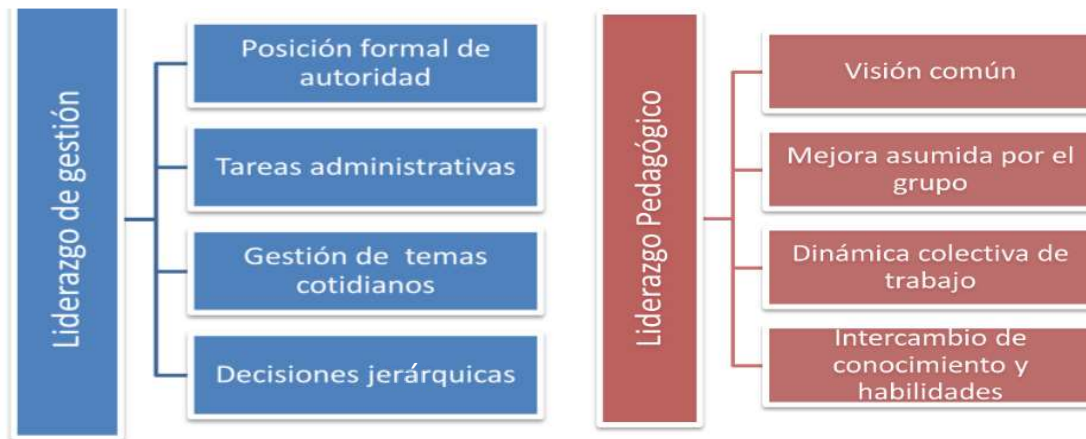 Liderazgo de gestión
Posición formal de
autoridad
Tareas administrativas
Gestión de temas
cotidianos
Decisiones jerárquicas
Liderazgo Pedagógico
Visión común
Mejora asumida por el
grupo
Dinámica colectiva de
trabajo
Intercambio de
conocimiento y
habilidades